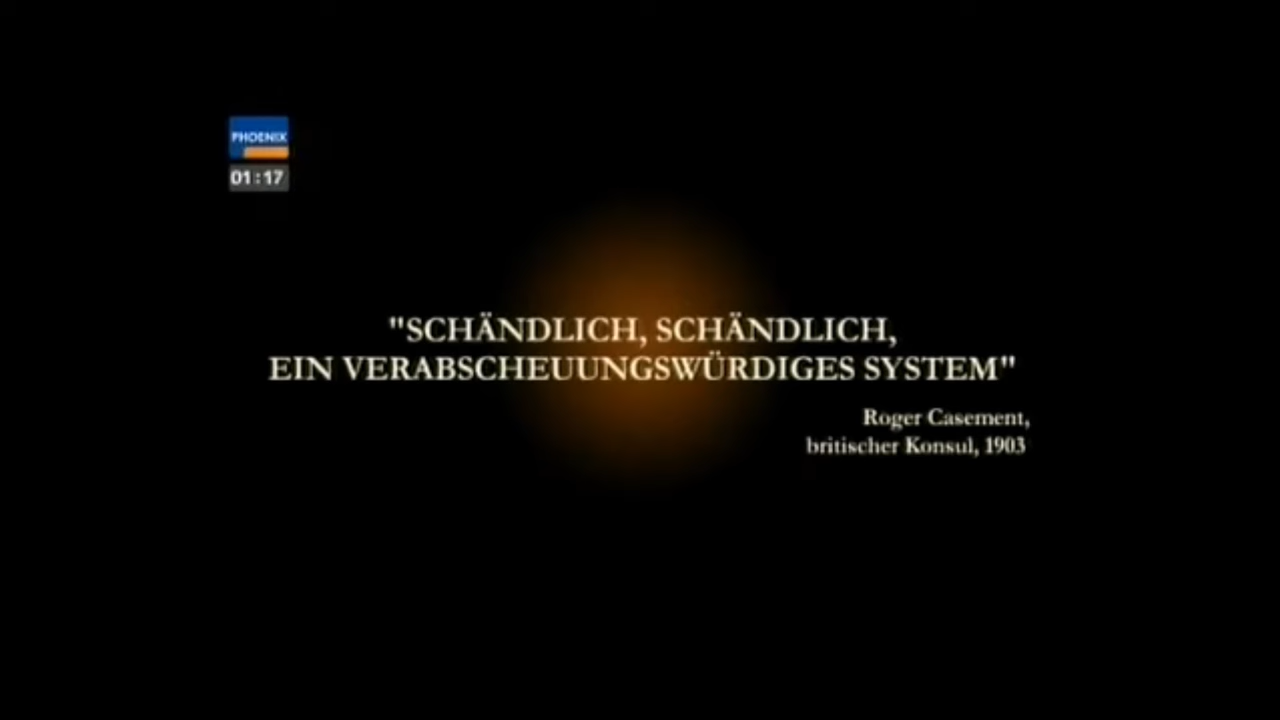 PHOENIX
01:17
"SCHÄNDLICH, SCHÄNDLICH,
EIN VERABSCHEUUNGSWÜRDIGES SYSTEM"
Roger Casement,
britischer Konsul, 1903